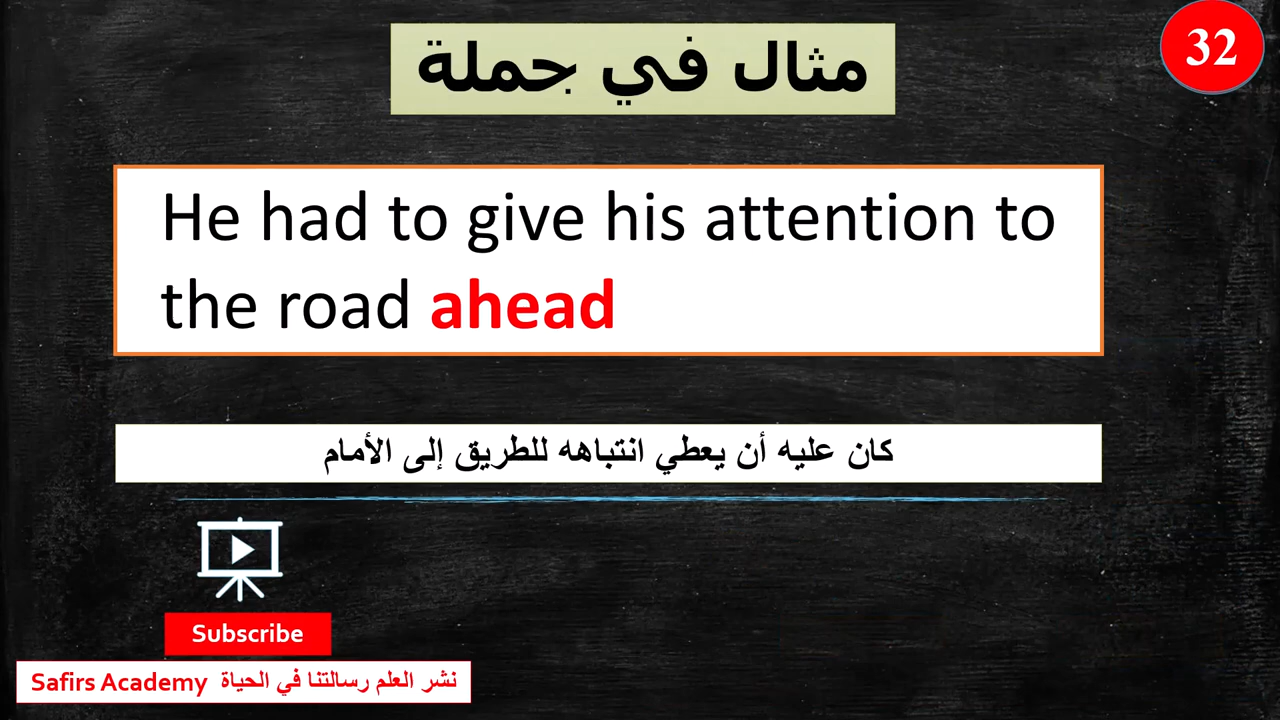 32
مثال في جملة
He had to give his attention to
the road ahead
كان عليه أن يعطي انتباهه للطريق إلى الأمام
Subscribe
Safirs Academy نشر العلم رسالتنا في الحياة